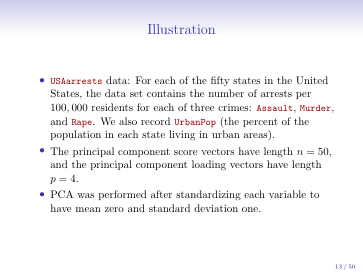 Illustration
• USAarrests data: For each of the fifty states in the United
States, the data set contains the number of arrests per
100,000 residents for each of three crimes: Assault, Murder,
and Rape. We also record UrbanPop (the percent of the
population in each state living in urban areas).
• The principal component score vectors have length n = 50,
and the principal component loading vectors have length
p = 4.
• PCA was performed after standardizing each variable to
have mean zero and standard deviation one.
13 / 50